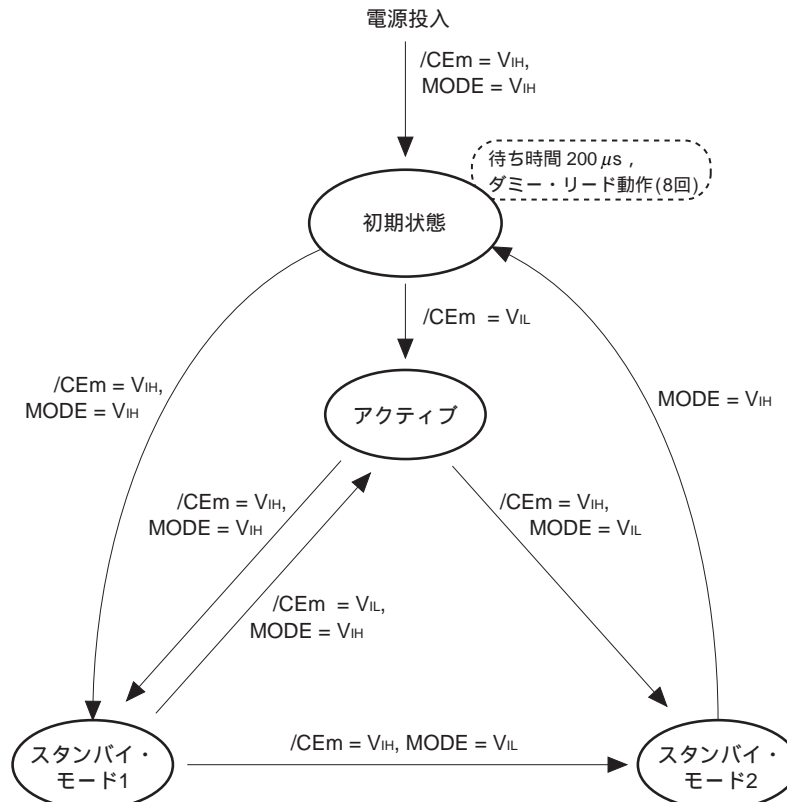 電源投入
/CEm = VIH,
MODE = VIH
待ち時間 200 μs ,
ダミー・リード動作(8回)
初期状態
/CEm = VIL
/CEm = VIH,
MODE = VIH
アクティブ
MODE = VIH
/CEm = VIH,
MODE = VIH
/CEm = VIH,
MODE = VIL
/CEm = VIL,
MODE = VIH
スタンバイ・
モード1
/CEm = VIH, MODE = VIL
スタンバイ・
モード2